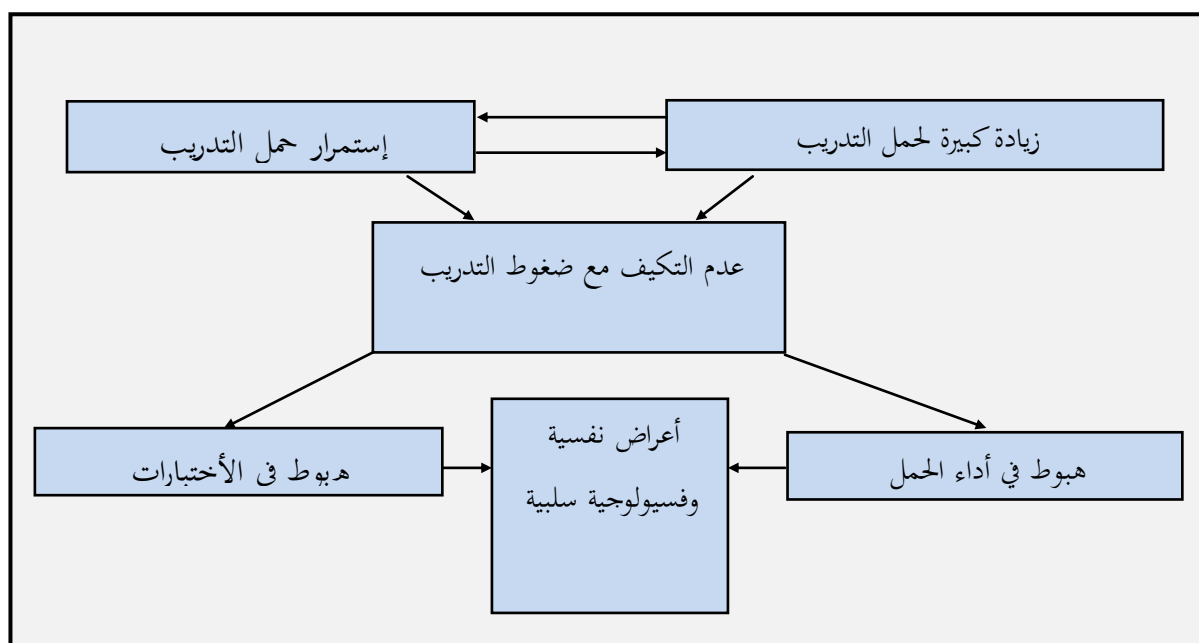 زيادة كبيرة لحمل التدريب
إستمرار حمل التدريب
عدم التكيف مع ضغوط التدريب
هبوط في أداء الحمل
أعراض نفسية
وفسيولوجية سلبية
هبوط فى الأختبارات